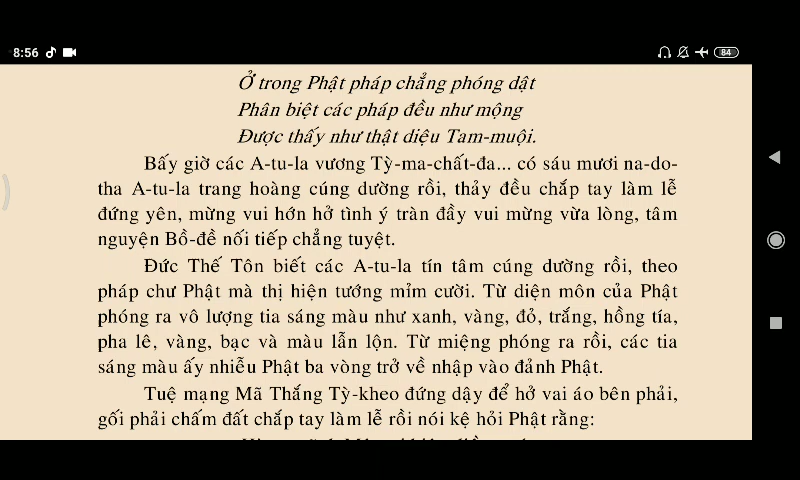 8:56
84
Ở trong Phật pháp chẳng phóng dật
Phân biệt các pháp đều như mộng
Được thấy như thật diệu Tam-muội.
Bấy giờ các A-tu-la vương Tỳ-ma-chất-đa... có sáu mươi na-do-
tha A-tu-la trang hoàng cúng dường rồi, thảy đều chắp tay làm lễ
đứng yên, mừng vui hớn hở tình ý tràn đầy vui mừng vừa lòng, tâm
nguyện Bồ-đề nối tiếp chẳng tuyệt.
Đức Thế Tôn biết các A-tu-la tín tâm cúng dường rồi, theo
pháp chư Phật mà thị hiện tướng mỉm cười. Từ diện môn của Phật
phóng ra vô lượng tia sáng màu như xanh, vàng, đỏ, trắng, hồng tía,
pha lê, vàng, bạc và màu lẫn lộn. Từ miệng phóng ra rồi, các tia
sáng màu ấy nhiễu Phật ba vòng trở về nhập vào đảnh Phật.
Tuệ mạng Mã Thắng Tỳ-kheo đứng dậy để hở vai áo bên phải,
gối phải chấm đất chắp tay làm lễ rồi nói kệ hỏi Phật rằng: